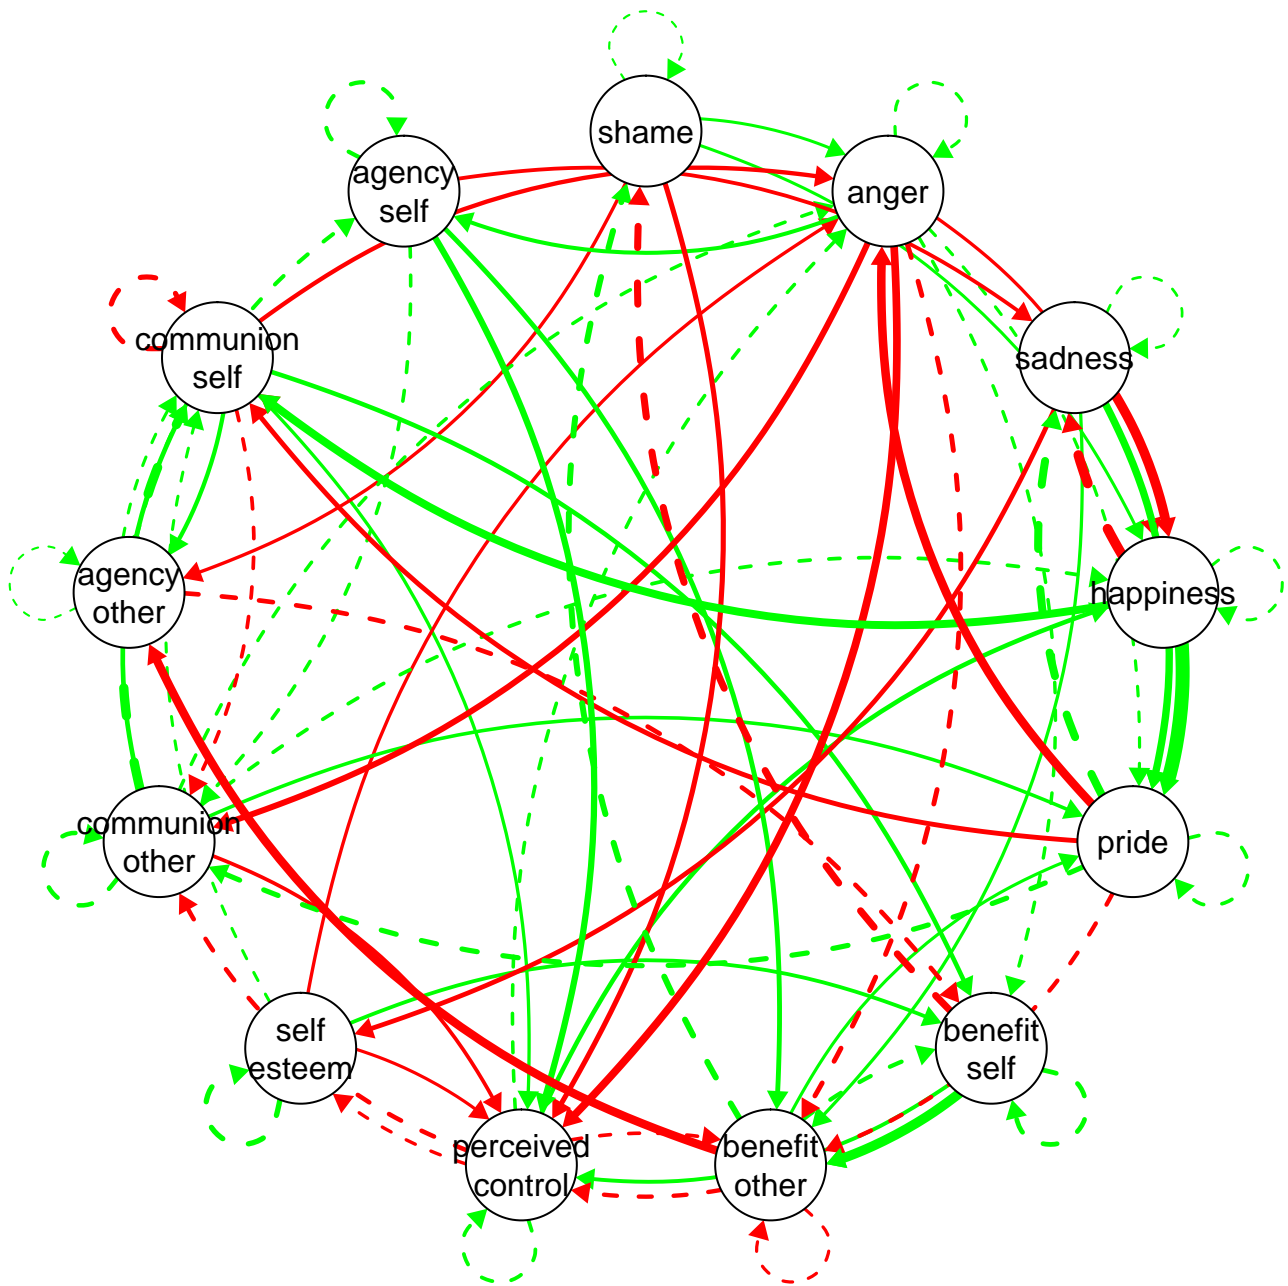 shame
anger
agency
self
communion
self
sadness
agency
other
happiness
communion
other
pride
self
esteem
benefit
self
perceived
control
benefit
other